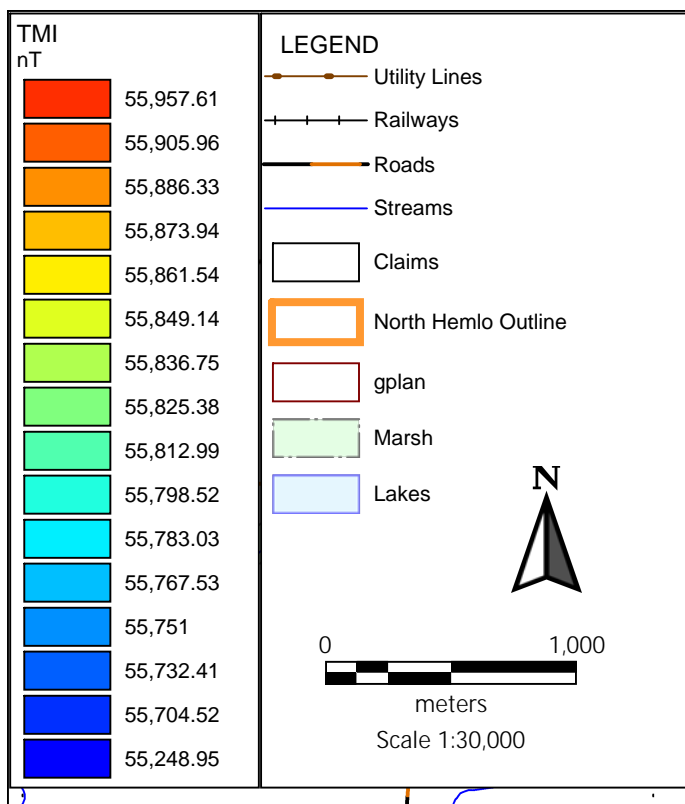 TMI
nT
55,957.61
55,905.96
55,886.33
55,873.94
55,861.54
55,849.14
55,836.75
55,825.38
55,812.99
55,798.52
55,783.03
55,767.53
55,751
55,732.41
55,704.52
55,248.95
LEGEND
Utility Lines
Railways
Roads
Streams
Claims
North Hemlo Outline
gplan
Marsh
Lakes
N
0 1,000
meters
Scale 1:30,000